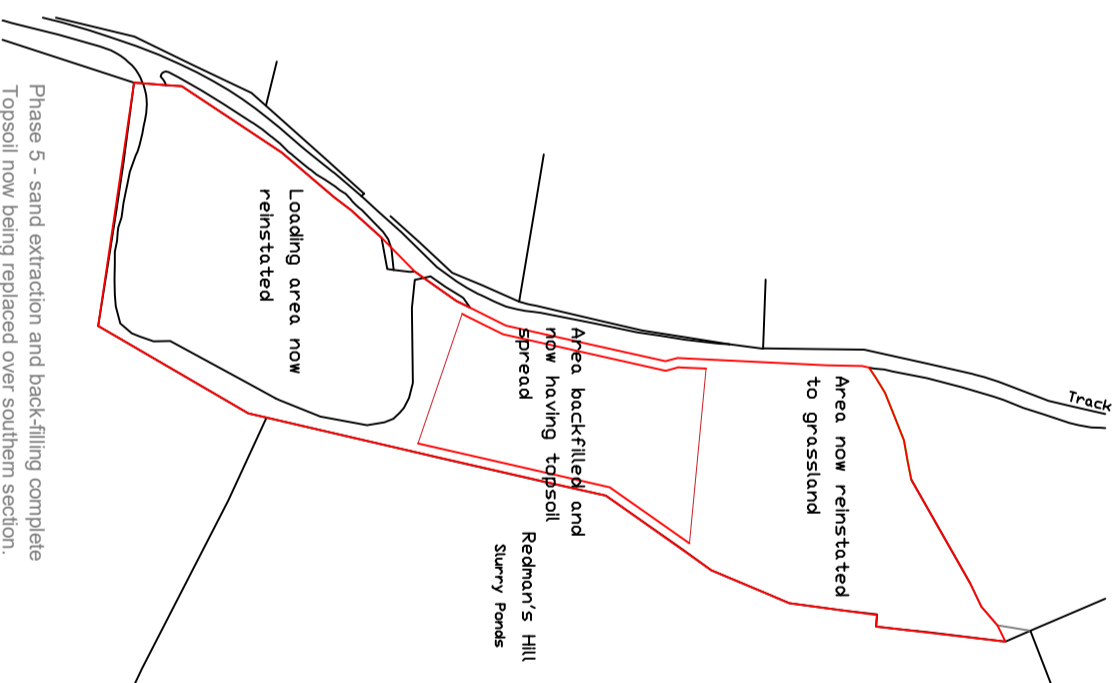 Track
Area now reinstated
to grassland
Area backfilled and
now having topsoil
spread
Redman's Hill
Slurry Ponds
Loading area now
reinstated
Phase 5 - sand extraction and back-filling complete
Topsoil now being replaced over southern section.